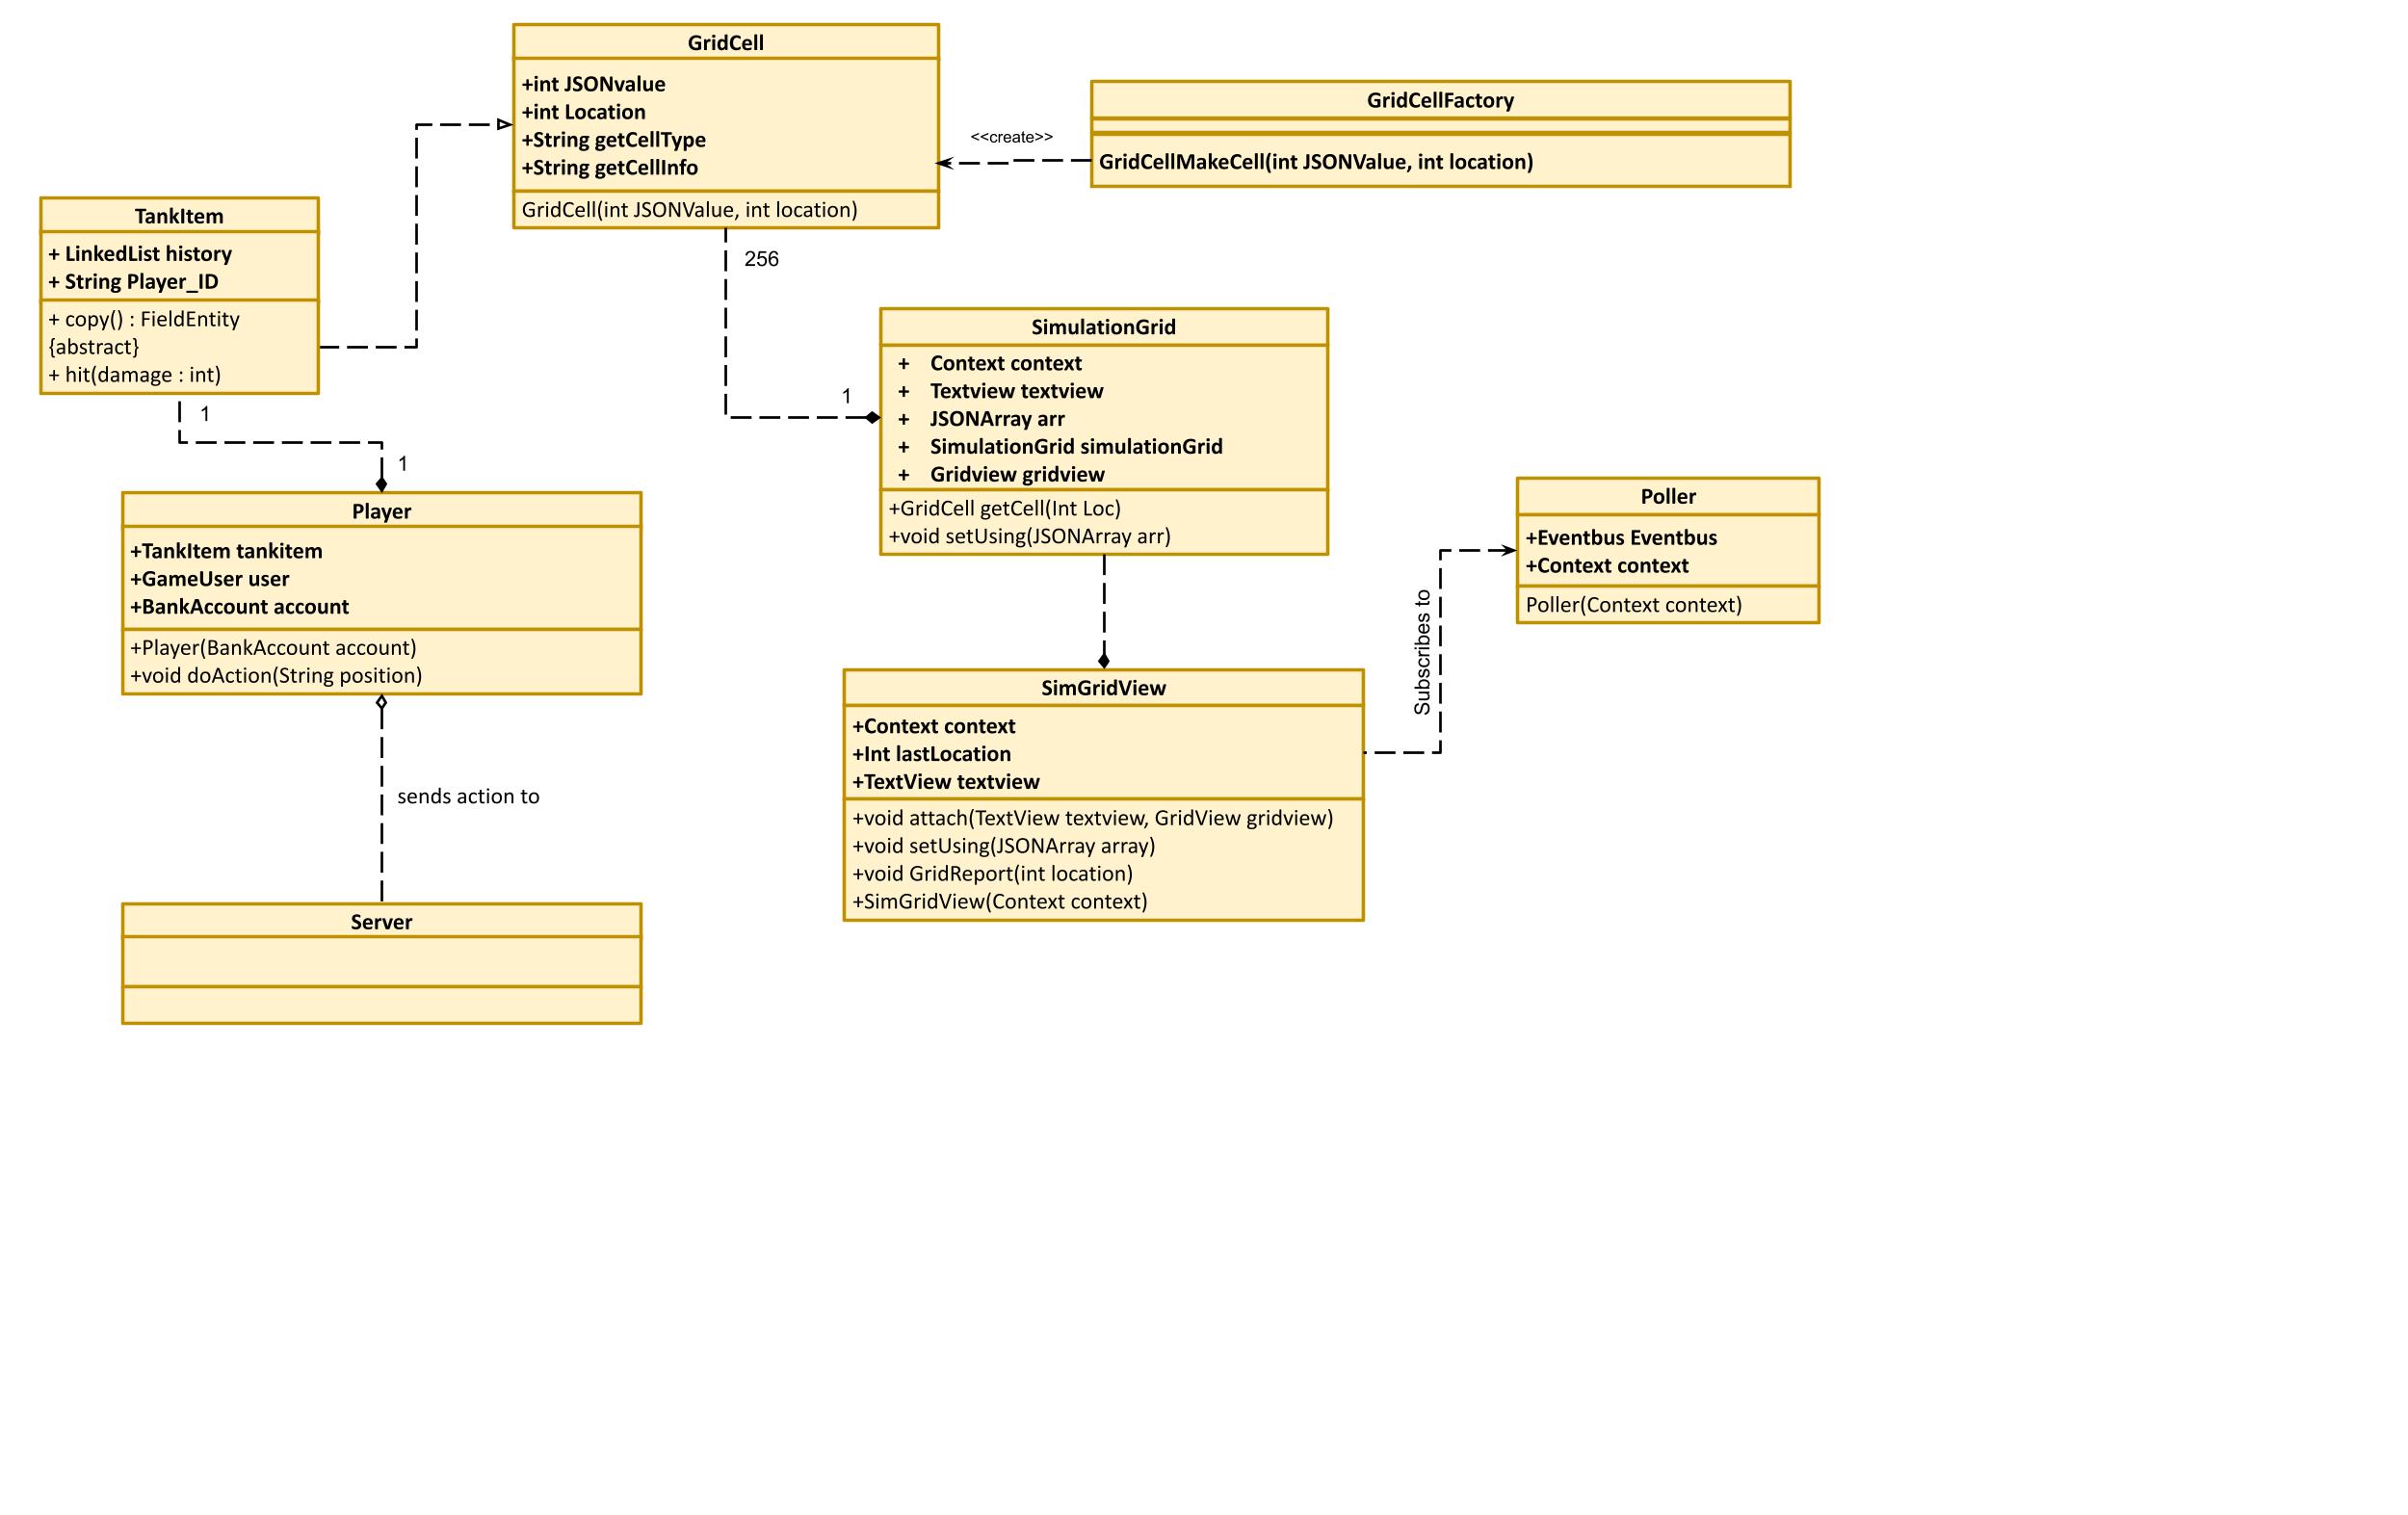 GridCell
+int JSONvalue
+int Location
+String getCellType
+String getCellInfo
GridCell(int JSONValue, int location)
<<create>>
GridCellFactory
GridCellMakeCell(int JSONValue, int location)
TankItem
+ LinkedList history
+ String Player_ID
+ copy() : FieldEntity
{abstract}
+ hit(damage : int)
256
1
1
1
SimulationGrid
+ Context context
+ Textview textview
+ JSONArray arr
+ SimulationGrid simulationGrid
+ Gridview gridview
+GridCell getCell(Int Loc)
+void setUsing(JSONArray arr)
Player
+TankItem tankitem
+GameUser user
+BankAccount account
+Player(BankAccount account)
+void doAction(String position)
Poller
+Eventbus Eventbus
+Context context
Poller(Context context)
Subscribes to
SimGridView
+Context context
+Int lastLocation
+TextView textview
+void attach(TextView textview, GridView gridview)
+void setUsing(JSONArray array)
+void GridReport(int location)
+SimGridView(Context context)
sends action to
Server